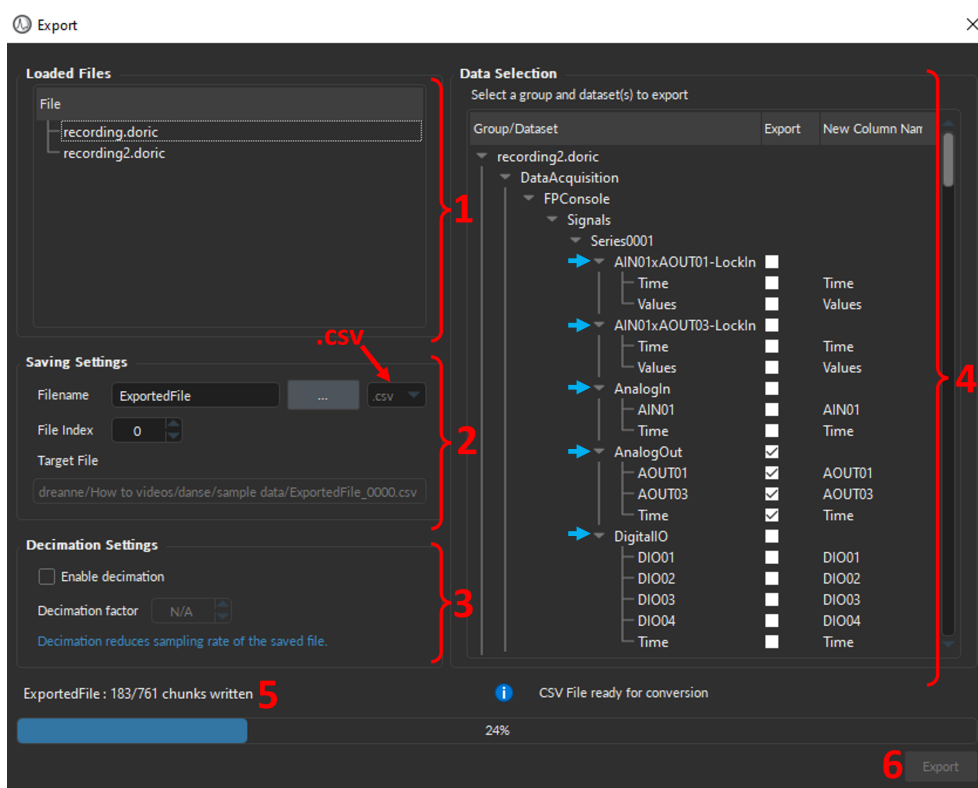 Export
Loaded Files
File
recording.doric
recording2.doric
1
.csv
Saving Settings
Filename
ExportedFile
...
.csv
File Index
0
Target File
dreanne/How to videos/danse/sample data/ExportedFile_0000.csv
2
Decimation Settings
Enable decimation
Decimation factor
N/A
Decimation reduces sampling rate of the saved file.
3
Data Selection
Select a group and dataset(s) to export
Group/Dataset Export New Column Nam
recording2.doric
DataAcquisition
FPConsole
Signals
Series0001
AIN01xAOUT01-LockIn
Time Time
Values Values
AIN01xAOUT03-LockIn
Time Time
Values Values
AnalogIn
AIN01 AIN01
Time Time
AnalogOut
AOUT01 AOUT01
AOUT03 AOUT03
Time Time
DigitalIO
DIO01 DIO01
DIO02 DIO02
DIO03 DIO03
DIO04 DIO04
Time Time
4
ExportedFile : 183/761 chunks written 5
i CSV File ready for conversion
24%
6 Export